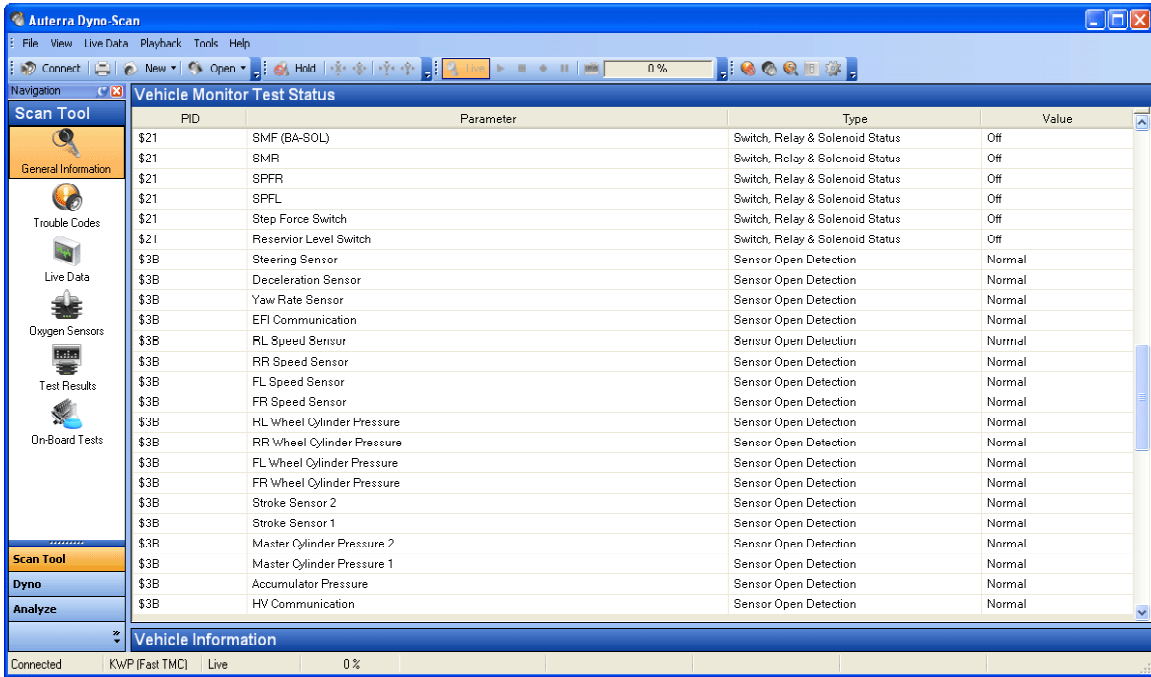 Auterra Dyno-Scan
File View Live Data Playback Tools Help
Connect New Open Hold Live 0 %
Navigation
Vehicle Monitor Test Status
Scan Tool
General Information
Trouble Codes
Live Data
Oxygen Sensors
Test Results
On-Board Tests
Scan Tool
Dyno
Analyze
PID Parameter Type Value
$21 SMF (BA-SOL) Switch, Relay & Solenoid Status Off
$21 SMR Switch, Relay & Solenoid Status Off
$21 SPFR Switch, Relay & Solenoid Status Off
$21 SPFL Switch, Relay & Solenoid Status Off
$21 Step Force Switch Switch, Relay & Solenoid Status Off
$21 Reservior Level Switch Switch, Relay & Solenoid Status Off
$3B Steering Sensor Sensor Open Detection Normal
$3B Deceleration Sensor Sensor Open Detection Normal
$3B Yaw Rate Sensor Sensor Open Detection Normal
$3B EFI Communication Sensor Open Detection Normal
$3B RL Speed Sensor Sensor Open Detection Normal
$3B RR Speed Sensor Sensor Open Detection Normal
$3B FL Speed Sensor Sensor Open Detection Normal
$3B FR Speed Sensor Sensor Open Detection Normal
$3B RL Wheel Cylinder Pressure Sensor Open Detection Normal
$3B RR Wheel Cylinder Pressure Sensor Open Detection Normal
$3B FL Wheel Cylinder Pressure Sensor Open Detection Normal
$3B FR Wheel Cylinder Pressure Sensor Open Detection Normal
$3B Stroke Sensor 2 Sensor Open Detection Normal
$3B Stroke Sensor 1 Sensor Open Detection Normal
$3B Master Cylinder Pressure 2 Sensor Open Detection Normal
$3B Master Cylinder Pressure 1 Sensor Open Detection Normal
$3B Accumulator Pressure Sensor Open Detection Normal
$3B HV Communication Sensor Open Detection Normal
Vehicle Information
Connected KWP (Fast TMC) Live 0 %